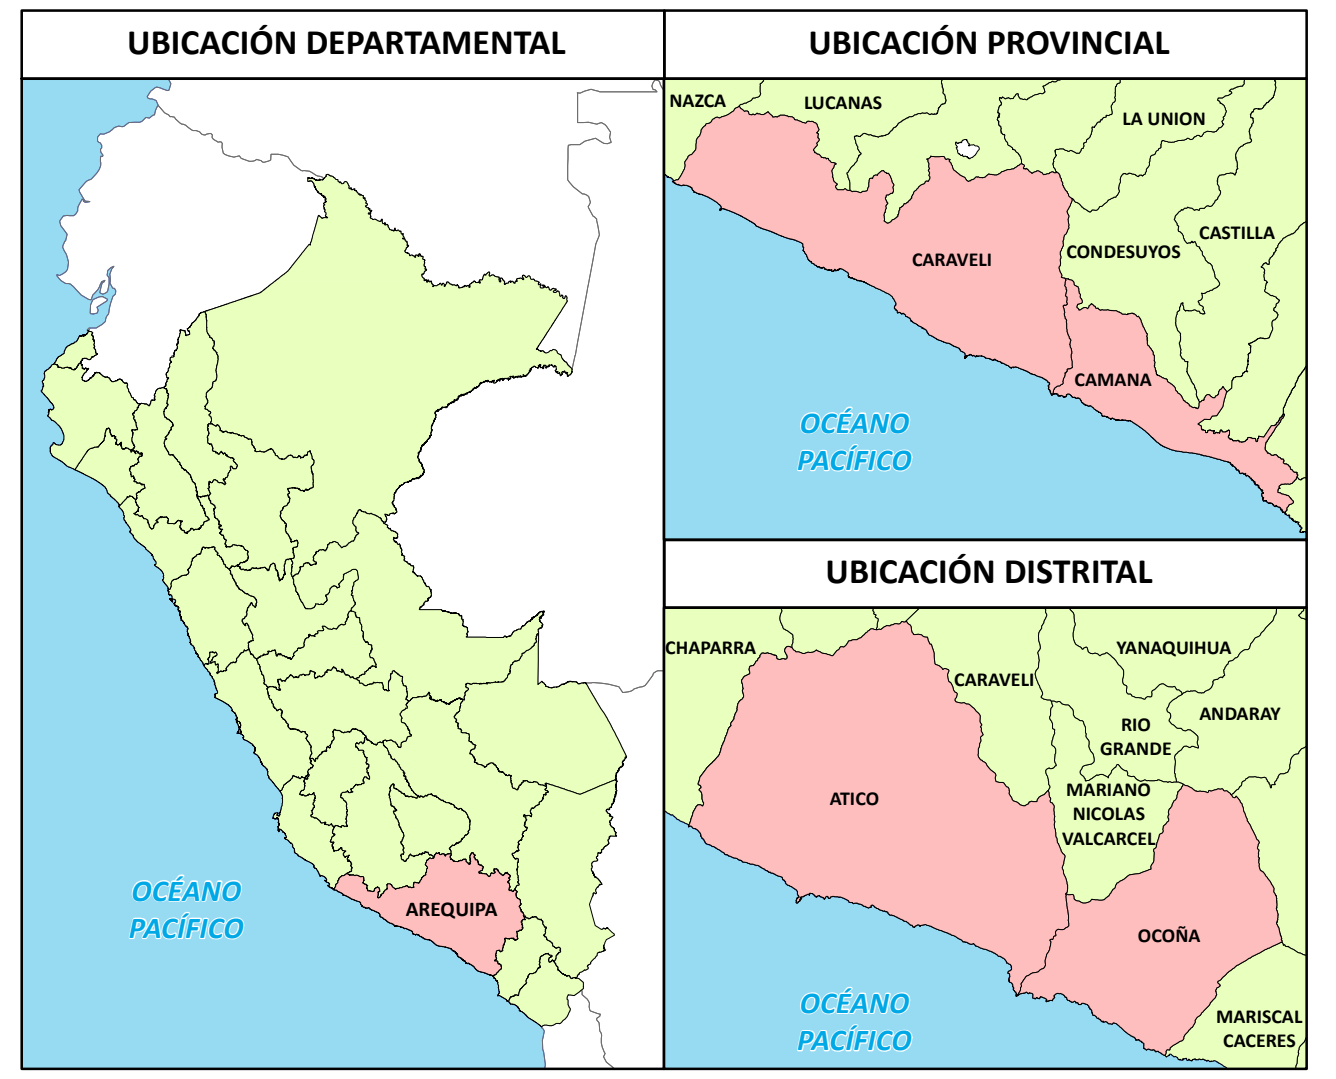 UBICACIÓN DEPARTAMENTAL
OCÉANO
PACÍFICO
AREQUIPA
UBICACIÓN PROVINCIAL
NAZCA
LUCANAS
LA UNION
CASTILLA
CARAVELI
CONDESUYOS
CAMANA
OCÉANO
PACÍFICO
UBICACIÓN DISTRITAL
CHAPARRA
YANAQUIHUA
CARAVELI
ANDARAY
RIO
GRANDE
ATICO
MARIANO
NICOLAS
VALCARCEL
OCOÑA
OCÉANO
PACÍFICO
MARISCAL
CACERES